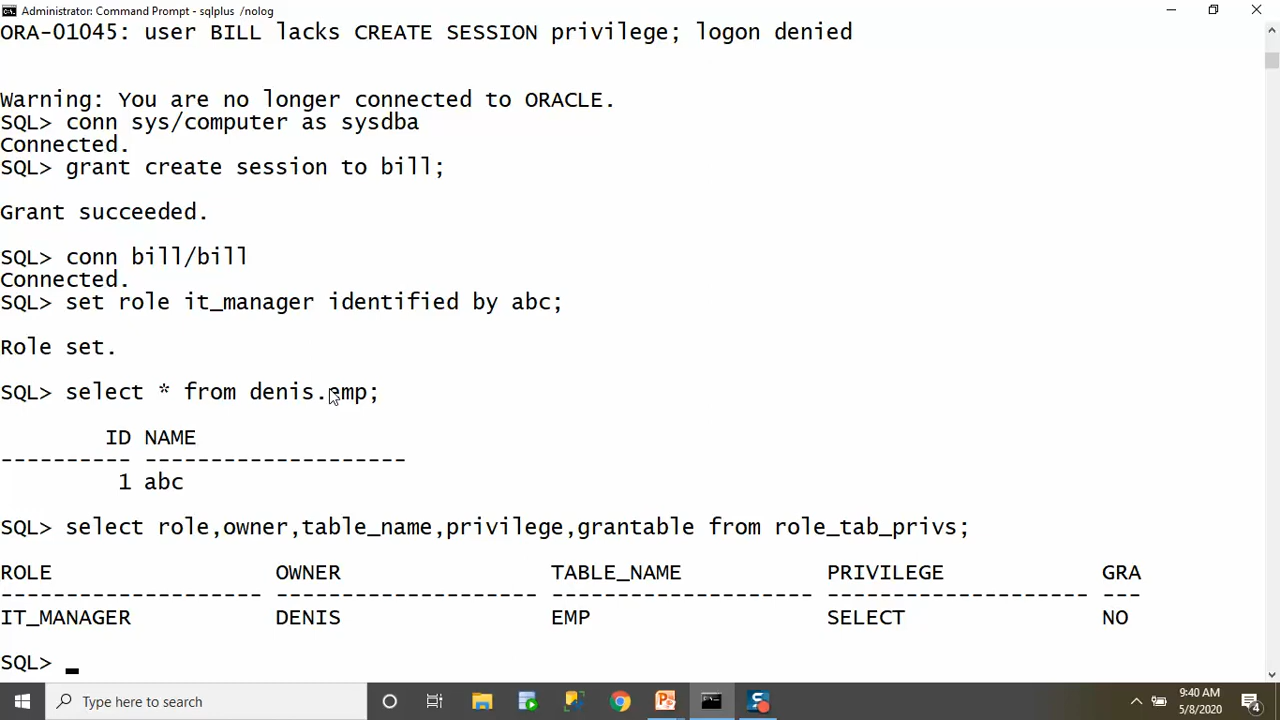 Administrator: Command Prompt - sqlplus /nolog
ORA-01045: user BILL lacks CREATE SESSION privilege; logon denied
Warning: You are no longer connected to ORACLE.
SQL> conn sys/computer as sysdba
Connected.
SQL> grant create session to bill;
Grant succeeded.
SQL> conn bill/bill
Connected.
SQL> set role it_manager identified by abc;
Role set.
SQL> select * from denis.emp;
ID NAME
---------- --------------------
1 abc
SQL> select role,owner,table_name,privilege,grantable from role_tab_privs;
ROLE OWNER TABLE_NAME PRIVILEGE GRA
-------------------- -------------------- -------------------- -------------------- ---
IT_MANAGER DENIS EMP SELECT NO
SQL>
Type here to search
9:40 AM
5/8/2020
4